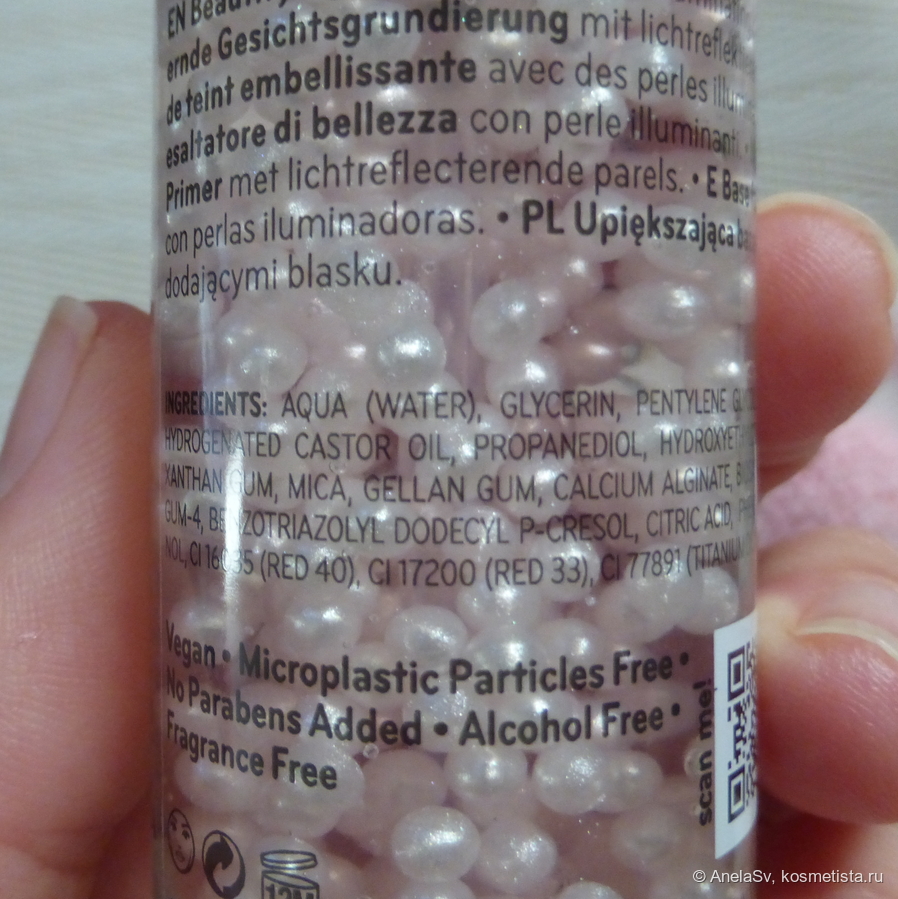 EN
ernde Gesichtsgrundierung mit
de teint embellissante avec des perles
esaltatore di bellezza con perle illuminanti. •
Primer met lichtreflecterende parels. • E Base
con perlas iluminadoras. • PL Upiększająca
dodającymi blasku.
INGREDIENTS: AQUA (WATER), GLYCERIN, PENTYLENE
HYDROGENATED CASTOR OIL, PROPANEDIOL,
XANTHAN GUM, MICA, GELLAN GUM, CALCIUM ALGINATE,
GUM-4, BENZOTRIAZOLYL DODECYL P-CRESOL, CITRIC ACID,
NOL, CI 16035 (RED 40), CI 17200 (RED 33), CI 77891
Vegan • Microplastic Particles Free •
No Parabens Added • Alcohol Free •
Fragrance Free
scan me!
12M
© AnelaSv, kosmetista.ru